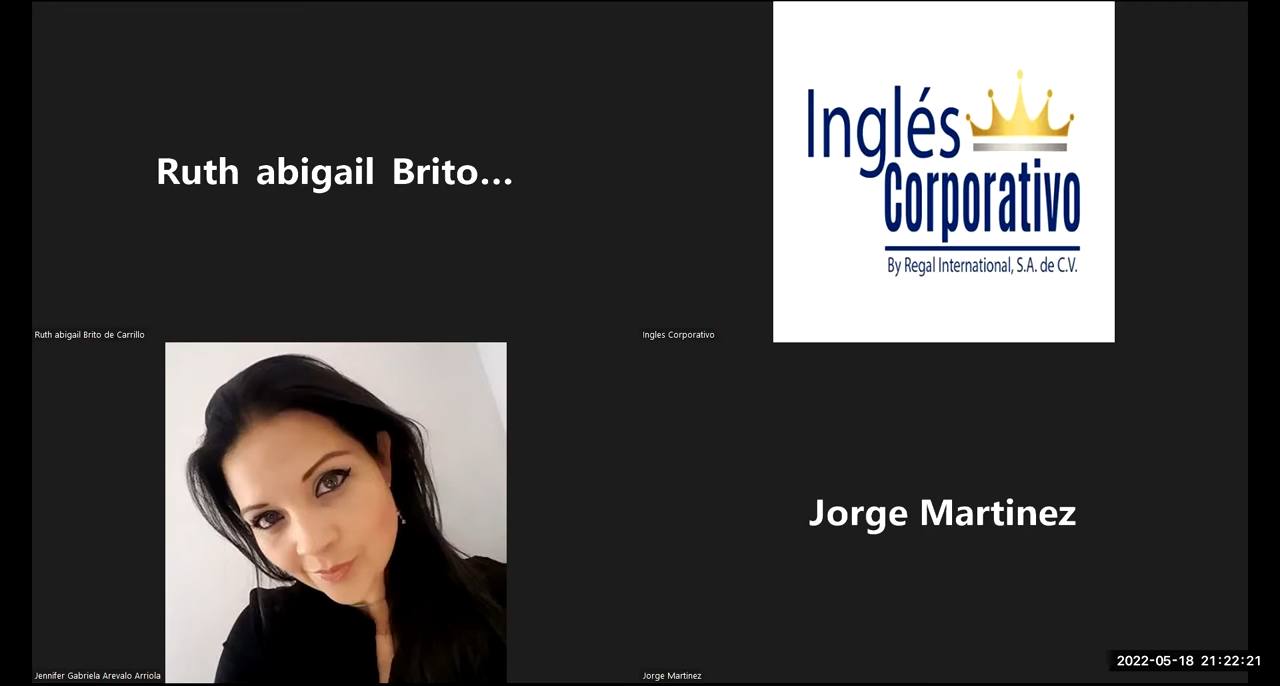 Ruth abigail Brito...
Ruth abigail Brito de Carrillo
Inglés
Corporativo
By Regal International, S.A. de C.V.
Ingles Corporativo
Jennifer Gabriela Arevalo Arriola
Jorge Martinez
Jorge Martinez
2022-05-18 21:22:21